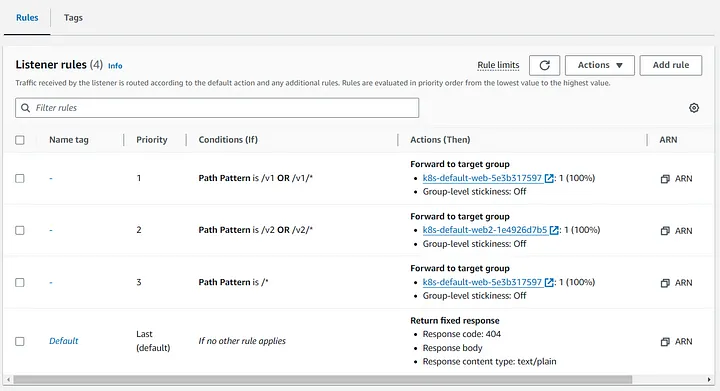 Rules
Tags
Listener rules (4) Info
Rule limits
Actions
Add rule
Traffic received by the listener is routed according to the default action and any additional rules. Rules are evaluated in priority order from the lowest value to the highest value.
Filter rules
Name tag Priority Conditions (If) Actions (Then) ARN
Forward to target group
- 1 Path Pattern is /v1 OR /v1/* • k8s-default-web-5e3b317597: 1 (100%) ARN
• Group-level stickiness: Off
Forward to target group
- 2 Path Pattern is /v2 OR /v2/* • k8s-default-web2-1e4926d7b5: 1 (100%) ARN
• Group-level stickiness: Off
Forward to target group
- 3 Path Pattern is /* • k8s-default-web-5e3b317597: 1 (100%) ARN
• Group-level stickiness: Off
Return fixed response
Default Last (default) If no other rule applies • Response code: 404 ARN
• Response body
• Response content type: text/plain